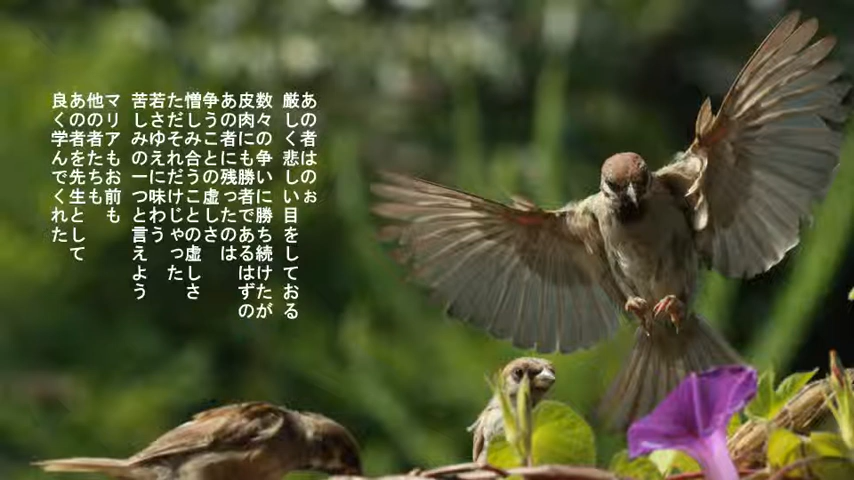 あの者はのぉ
厳しく悲しい目をしておる
数々の争いに勝ち続けたが
皮肉にも勝者であるはずの
あの者に残ったのは
争うことの虚しさ
憎しみ合うことの虚しさ
ただそれだけじゃった
若さゆえに味わう
苦しみの一つと言えよう
マリアもお前も
他の者たちも
あの者を先生として
良く学んでくれた